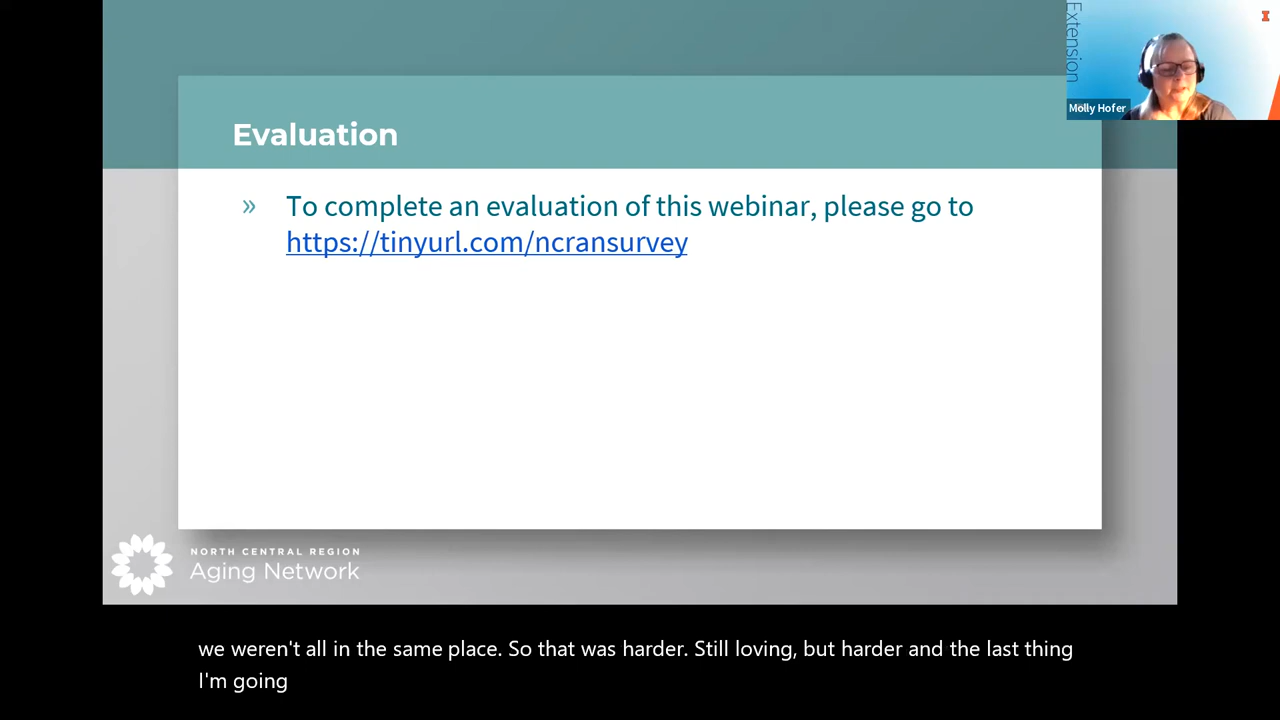 Extension
Molly Hofer
Evaluation
» To complete an evaluation of this webinar, please go to
https://tinyurl.com/ncransurvey
NORTH CENTRAL REGION
Aging Network
we weren't all in the same place. So that was harder. Still loving, but harder and the last thing
I'm going